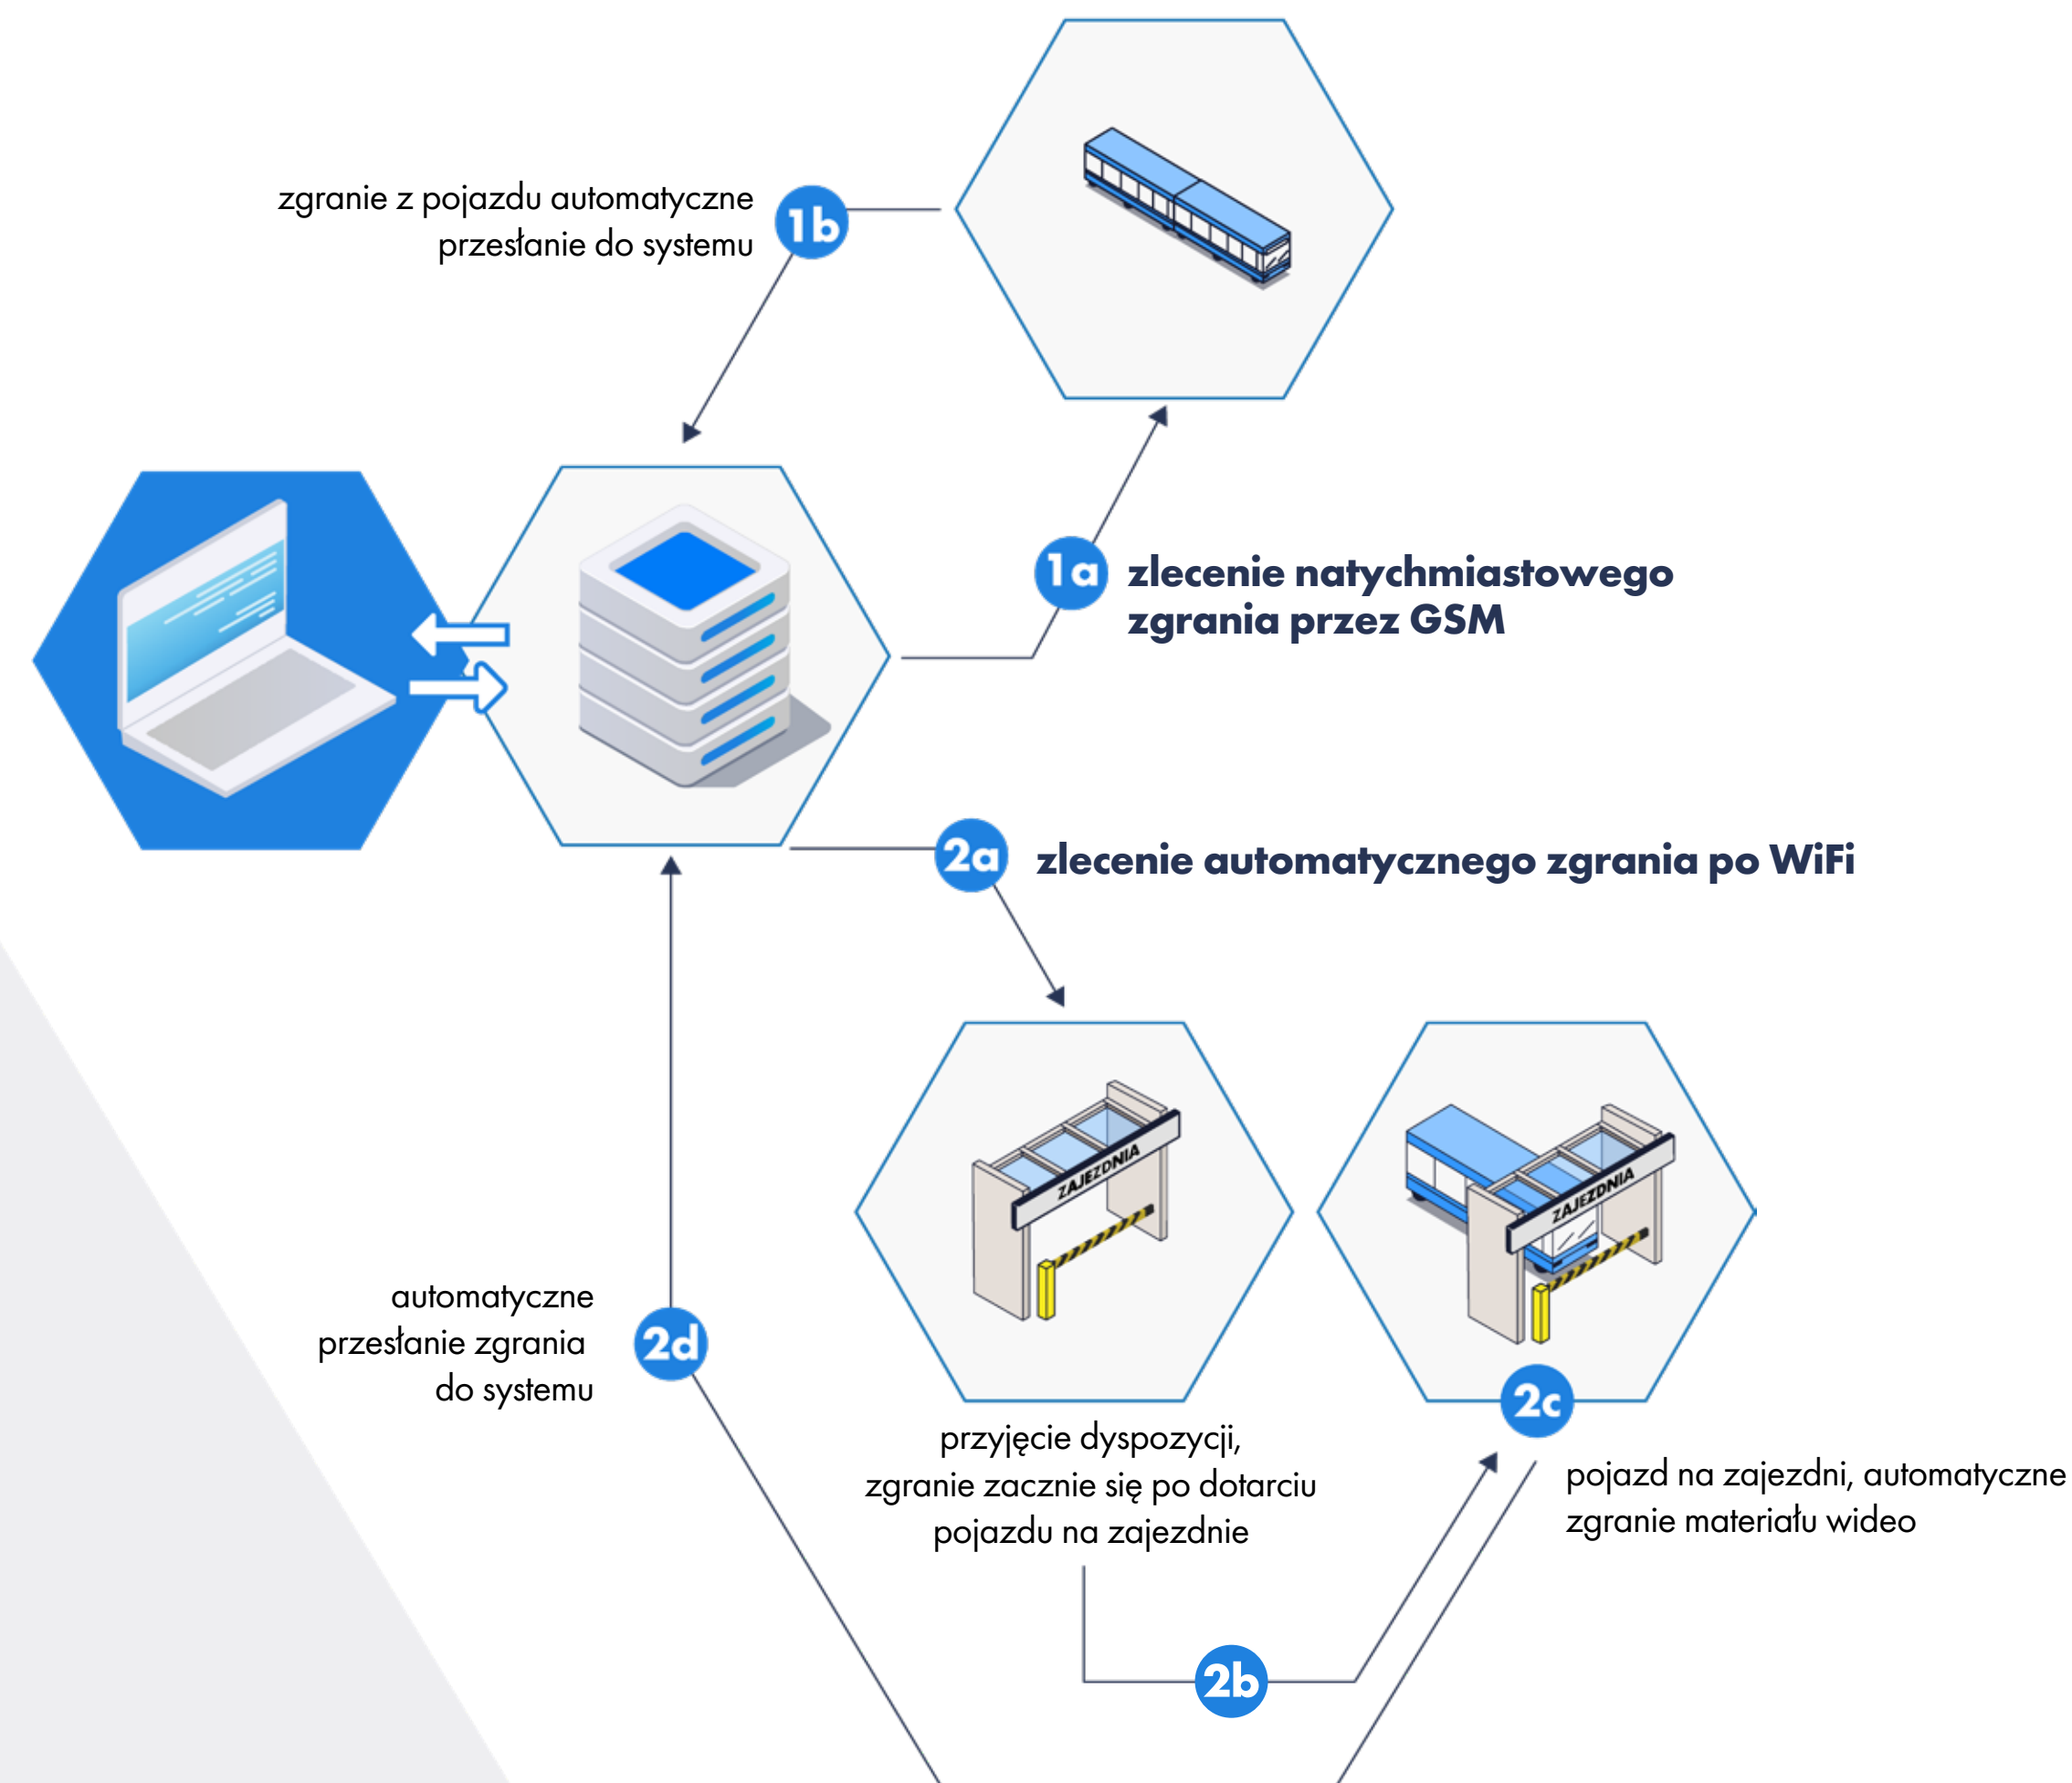 zgranie z pojazdu automatyczne
przesłanie do systemu
1b
1a
zlecenie natychmiastowego
zgrania przez GSM
2a
zlecenie automatycznego zgrania po WiFi
ZAJEZDNIA
ZAJEZDNIA
automatyczne
przesłanie zgrania
do systemu
2d
2c
przyjęcie dyspozycji,
zgranie zacznie się po dotarciu
pojazdu na zajezdnie
pojazd na zajezdni, automatyczne
zgranie materiału wideo
2b